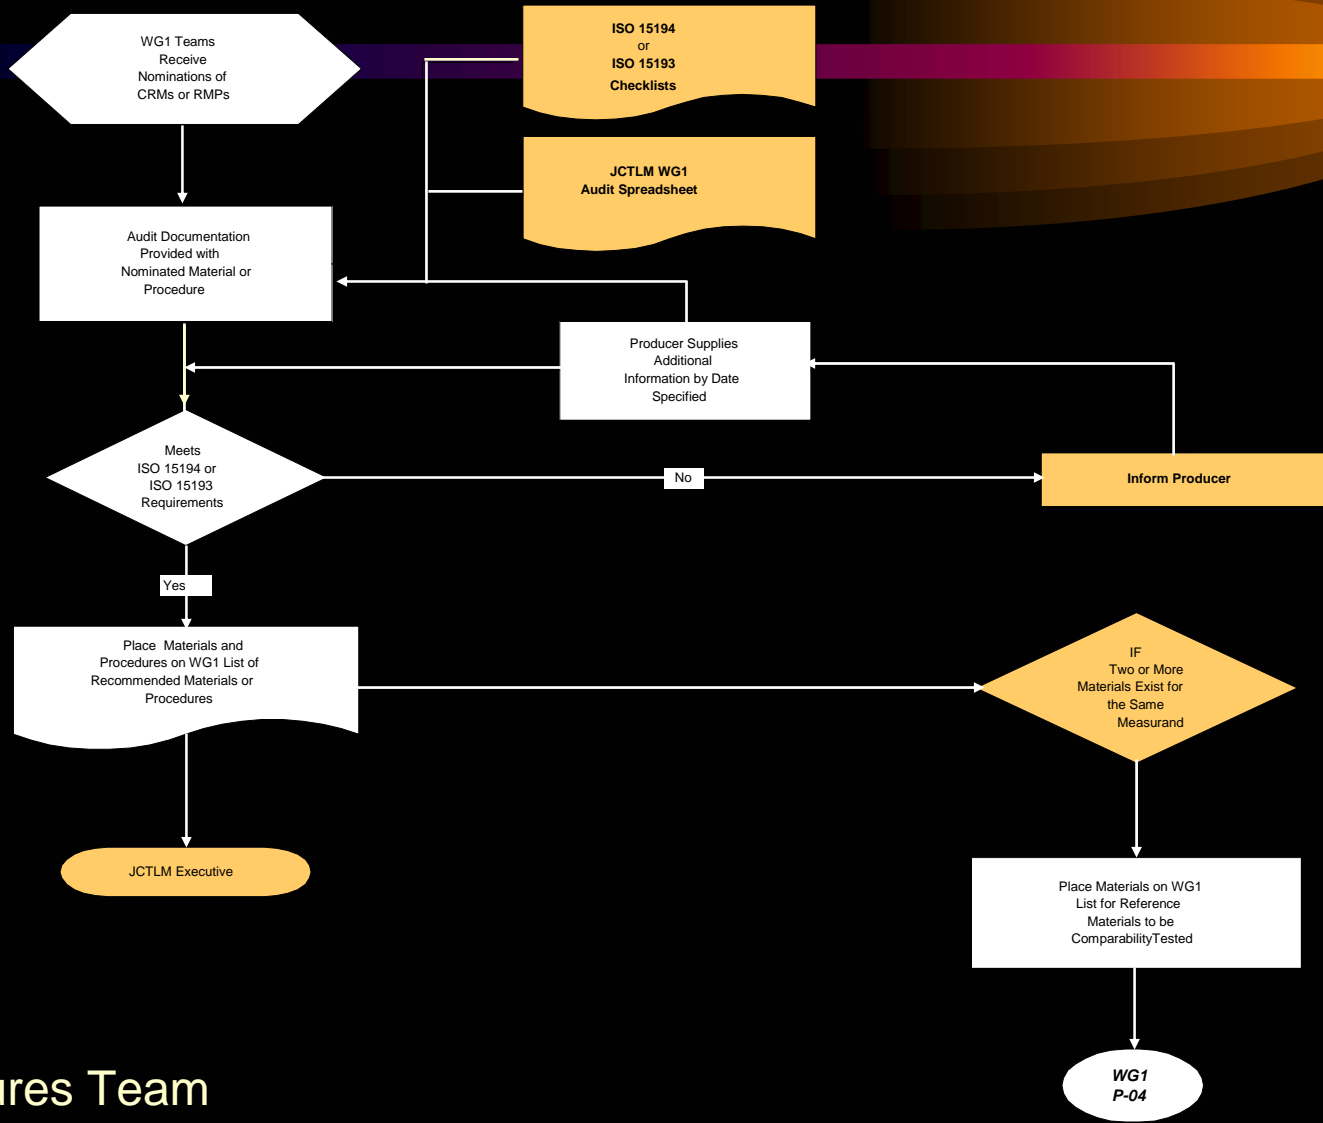 WG1 Teams
Receive
Nominations of
CRMs or RMPs
ISO 15194
or
ISO 15193
Checklists
JCTLM WG1
Audit Spreadsheet
Audit Documentation
Provided with
Nominated Material or
Procedure
Producer Supplies
Additional
Information by Date
Specified
Meets
ISO 15194 or
ISO 15193
Requirements
No
Inform Producer
Yes
Place Materials and
Procedures on WG1 List of
Recommended Materials or
Procedures
IF
Two or More
Materials Exist for
the Same
Measurand
JCTLM Executive
Place Materials on WG1
List for Reference
Materials to be
ComparabilityTested
WG1
P-04
ures Team